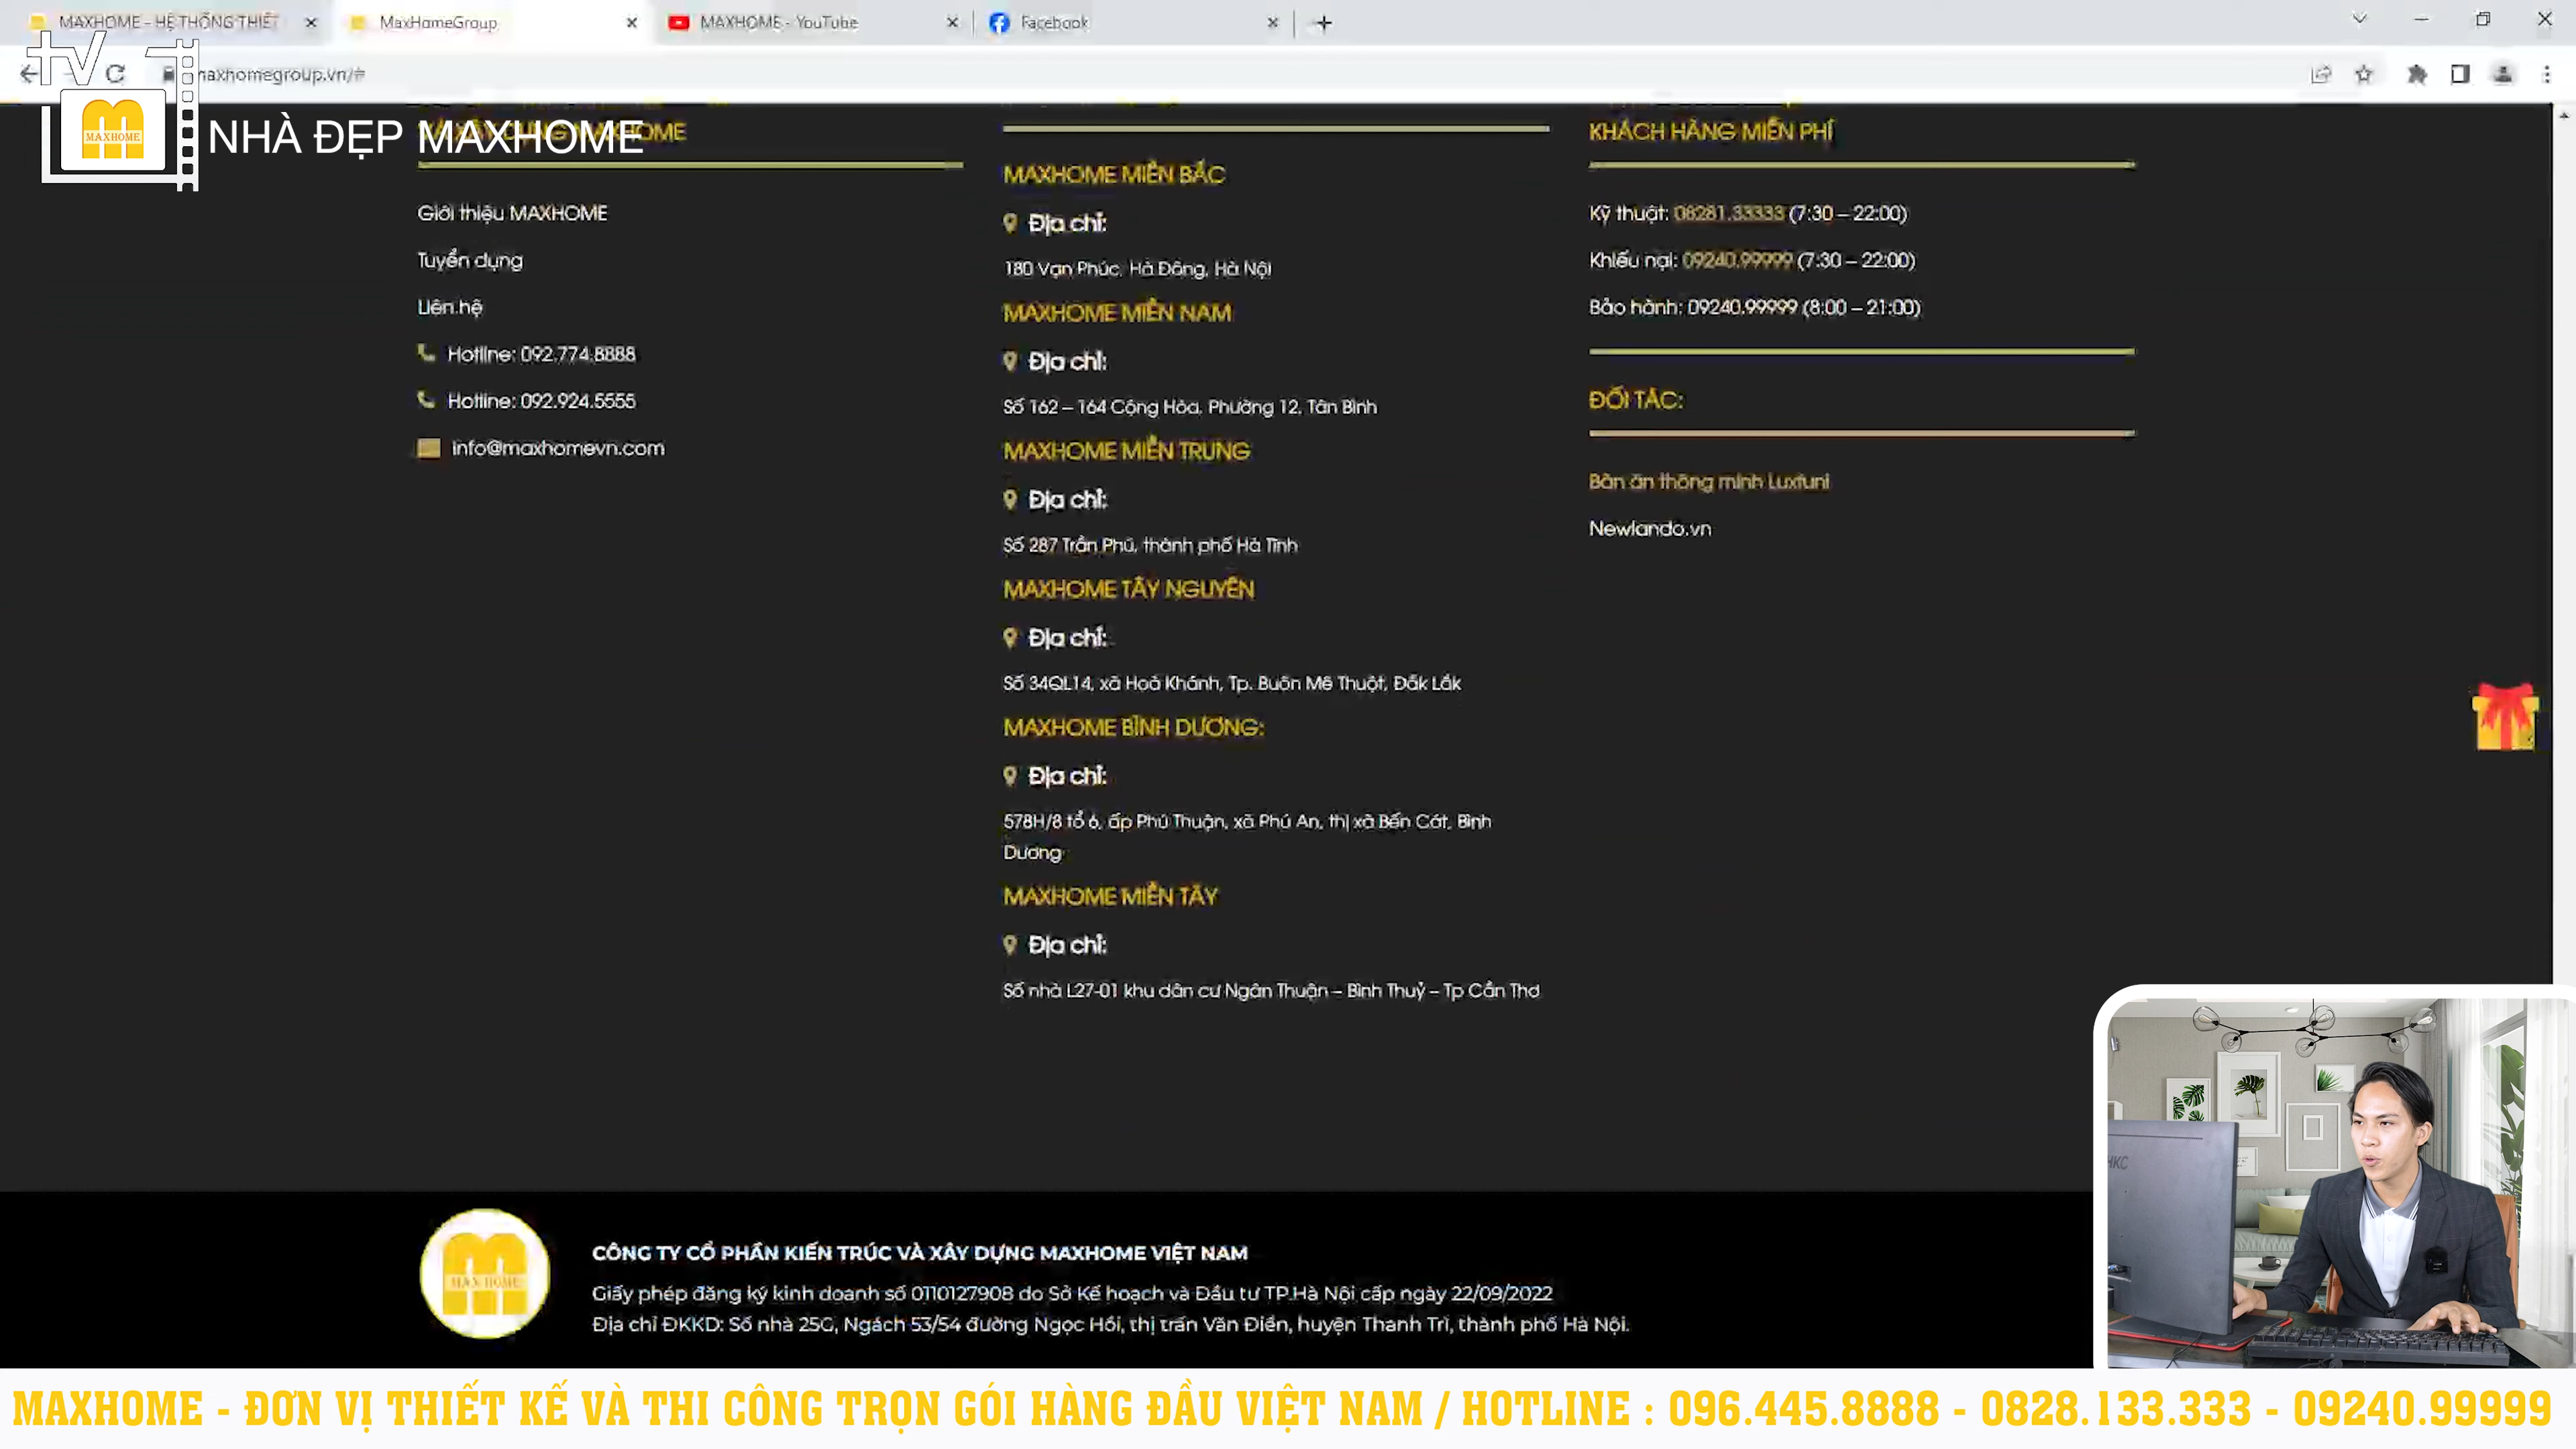 MAXHOME - HỆ THỐNG THIẾT
MaxHomeGroup
MAXHOME - YouTube
Facebook
tv
maxhomegroup.vn/#
MAXHOME
NHÀ ĐẸP MAXHOME
MAXHOME MIỀN BẮC
Địa chỉ:
180 Vạn Phúc, Hà Đông, Hà Nội
MAXHOME MIỀN NAM
Địa chỉ:
Số 162 – 164 Cộng Hòa, Phường 12, Tân Bình
MAXHOME MIỀN TRUNG
Địa chỉ:
Số 287 Trần Phú, thành phố Hà Tĩnh
MAXHOME TÂY NGUYÊN
Địa chỉ:
Số 34QL14, xã Hoà Khánh, Tp. Buôn Mê Thuột, Đắk Lắk
MAXHOME BÌNH DƯƠNG:
Địa chỉ:
578H/8 tổ 6, ấp Phú Thuận, xã Phú An, thị xã Bến Cát, Bình
Dương
MAXHOME MIỀN TÂY
Địa chỉ:
Số nhà L27-01 khu dân cư Ngân Thuận – Bình Thuỷ – Tp Cần Thơ
Giới thiệu MAXHOME
Tuyển dụng
Liên hệ
Hotline: 092.774.8888
Hotline: 092.924.5555
info@maxhomevn.com
KHÁCH HÀNG MIỄN PHÍ
Kỹ thuật: 08281.33333 (7:30 – 22:00)
Khiếu nại: 09240.99999 (7:30 – 22:00)
Bảo hành: 09240.99999 (8:00 – 21:00)
ĐỐI TÁC:
Bàn ăn thông minh Luxfuni
Newlando.vn
HKC
MAX HOME
CÔNG TY CỔ PHẦN KIẾN TRÚC VÀ XÂY DỰNG MAXHOME VIỆT NAM
Giấy phép đăng ký kinh doanh số 0110127908 do Sở Kế hoạch và Đầu tư TP.Hà Nội cấp ngày 22/09/2022
Địa chỉ ĐKKD: Số nhà 25C, Ngách 53/54 đường Ngọc Hồi, thị trấn Văn Điển, huyện Thanh Trì, thành phố Hà Nội.
MAXHOME - ĐƠN VỊ THIẾT KẾ VÀ THI CÔNG TRỌN GÓI HÀNG ĐẦU VIỆT NAM / HOTLINE : 096.445.8888 - 0828.133.333 - 09240.99999